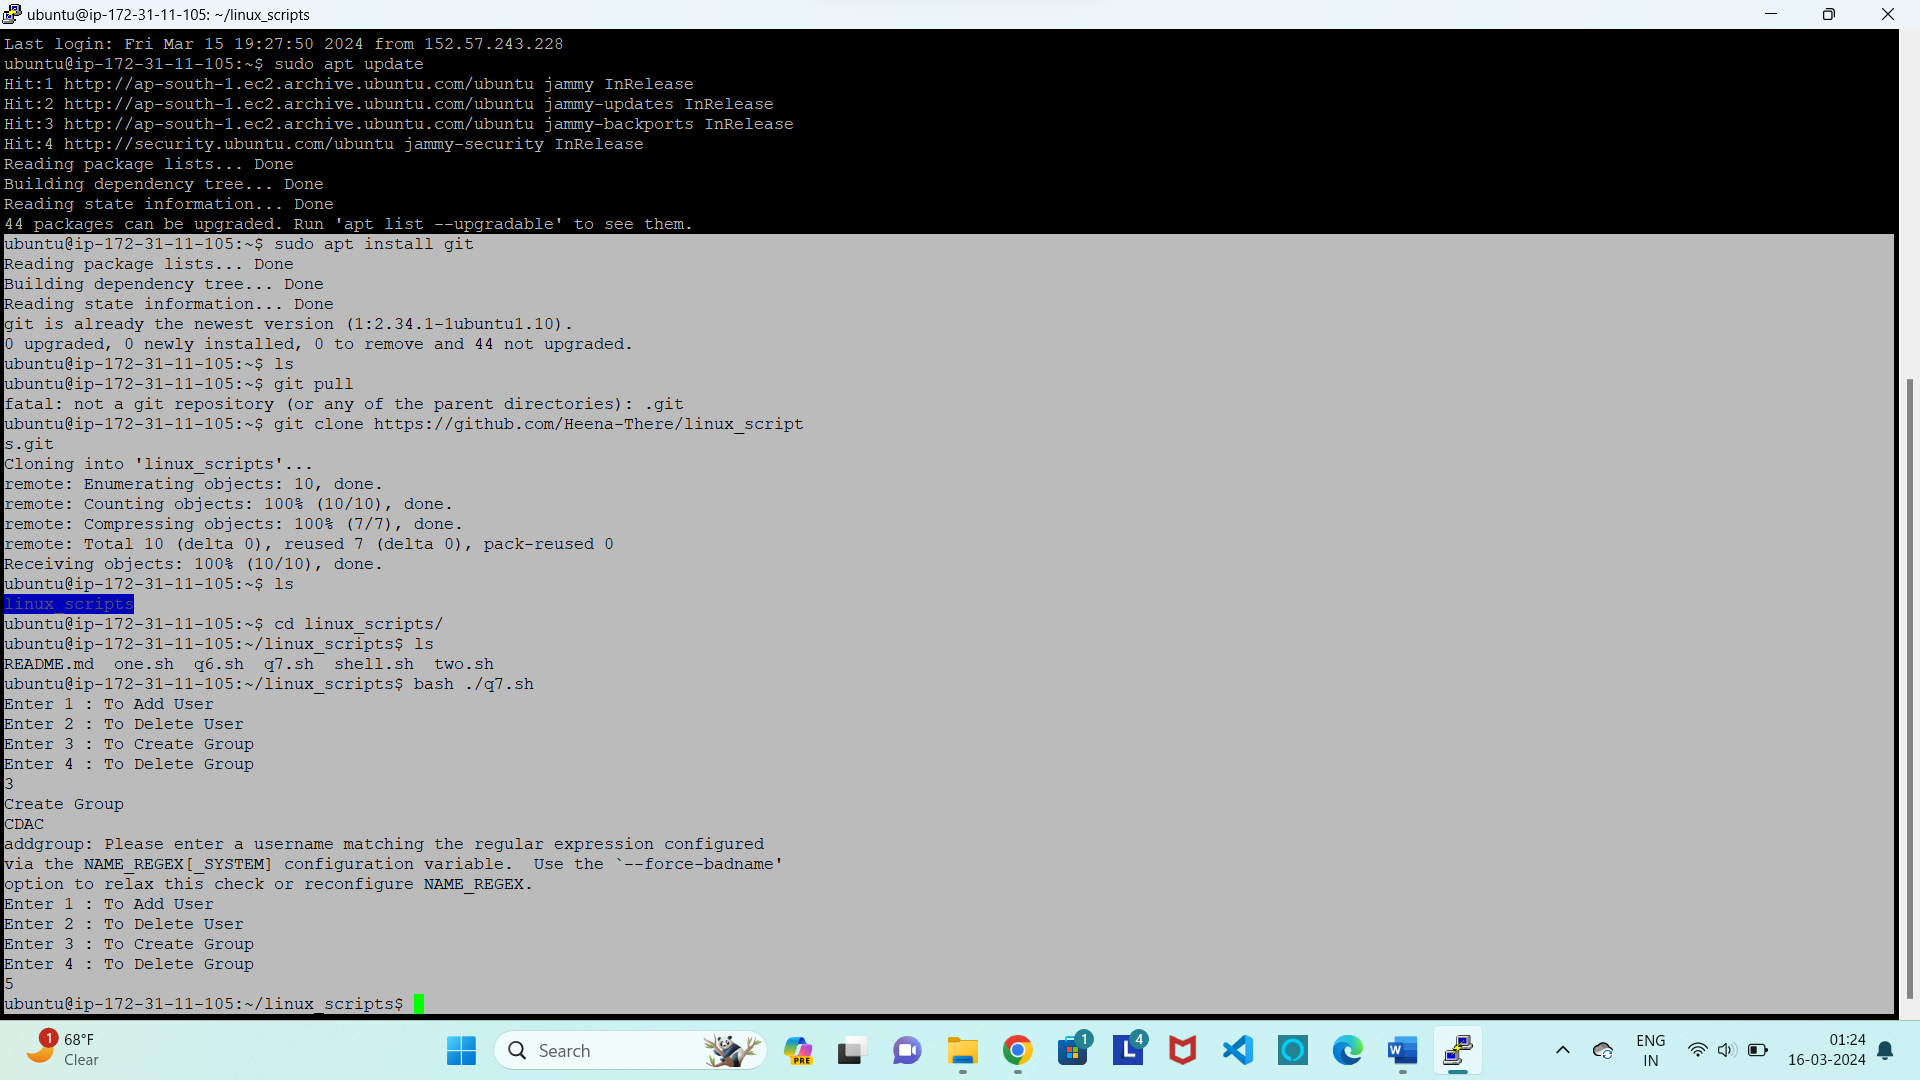 ubuntu@ip-172-31-11-105: ~/linux_scripts
Last login: Fri Mar 15 19:27:50 2024 from 152.57.243.228
ubuntu@ip-172-31-11-105:~$ sudo apt update
Hit:1 http://ap-south-1.ec2.archive.ubuntu.com/ubuntu jammy InRelease
Hit:2 http://ap-south-1.ec2.archive.ubuntu.com/ubuntu jammy-updates InRelease
Hit:3 http://ap-south-1.ec2.archive.ubuntu.com/ubuntu jammy-backports InRelease
Hit:4 http://security.ubuntu.com/ubuntu jammy-security InRelease
Reading package lists... Done
Building dependency tree... Done
Reading state information... Done
44 packages can be upgraded. Run 'apt list --upgradable' to see them.
ubuntu@ip-172-31-11-105:~$ sudo apt install git
Reading package lists... Done
Building dependency tree... Done
Reading state information... Done
git is already the newest version (1:2.34.1-1ubuntu1.10).
0 upgraded, 0 newly installed, 0 to remove and 44 not upgraded.
ubuntu@ip-172-31-11-105:~$ ls
ubuntu@ip-172-31-11-105:~$ git pull
fatal: not a git repository (or any of the parent directories): .git
ubuntu@ip-172-31-11-105:~$ git clone https://github.com/Heena-There/linux_script
s.git
Cloning into 'linux_scripts'...
remote: Enumerating objects: 10, done.
remote: Counting objects: 100% (10/10), done.
remote: Compressing objects: 100% (7/7), done.
remote: Total 10 (delta 0), reused 7 (delta 0), pack-reused 0
Receiving objects: 100% (10/10), done.
ubuntu@ip-172-31-11-105:~$ ls
linux_scripts
ubuntu@ip-172-31-11-105:~$ cd linux_scripts/
ubuntu@ip-172-31-11-105:~/linux_scripts$ ls
README.md  one.sh  q6.sh  q7.sh  shell.sh  two.sh
ubuntu@ip-172-31-11-105:~/linux_scripts$ bash ./q7.sh
Enter 1 : To Add User
Enter 2 : To Delete User
Enter 3 : To Create Group
Enter 4 : To Delete Group
3
Create Group
CDAC
addgroup: Please enter a username matching the regular expression configured
via the NAME_REGEX[_SYSTEM] configuration variable.  Use the `--force-badname'
option to relax this check or reconfigure NAME_REGEX.
Enter 1 : To Add User
Enter 2 : To Delete User
Enter 3 : To Create Group
Enter 4 : To Delete Group
5
ubuntu@ip-172-31-11-105:~/linux_scripts$
1
68°F
Clear
Search
PRE
1
L
4
W
ENG
IN
01:24
16-03-2024